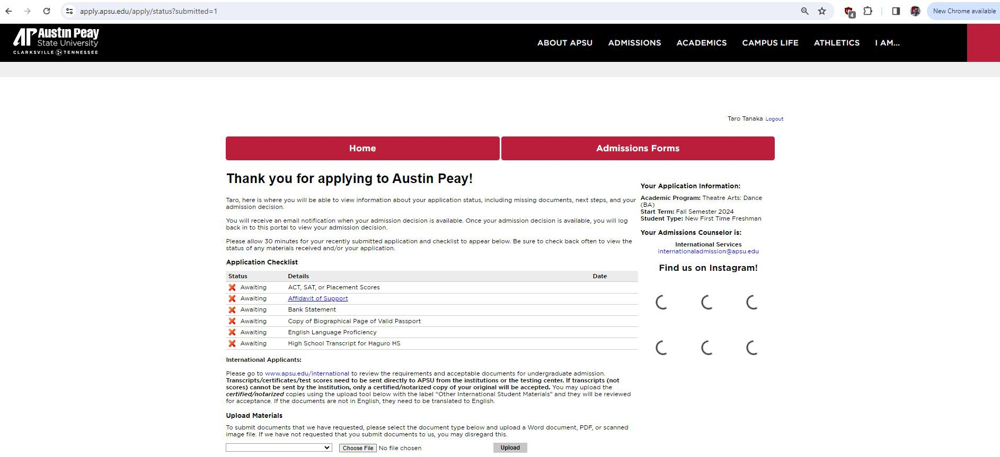 apply.apsu.edu/apply/status?submitted=1
4
New Chrome available
AP Austin Peay
State University
CLARKSVILLE TENNESSEE
ABOUT APSU ADMISSIONS ACADEMICS CAMPUS LIFE ATHLETICS I AM...
Taro Tanaka Logout
Home
Admissions Forms
Thank you for applying to Austin Peay!
Taro, here is where you will be able to view information about your application status, including missing documents, next steps, and your
admission decision.
You will receive an email notification when your admission decision is available. Once your admission decision is available, you will log
back in to this portal to view your admission decision.
Please allow 30 minutes for your recently submitted application and checklist to appear below. Be sure to check back often to view the
status of any materials received and/or your application.
Application Checklist
Status Details Date
Awaiting ACT, SAT, or Placement Scores
Awaiting Affidavit of Support
Awaiting Bank Statement
Awaiting Copy of Biographical Page of Valid Passport
Awaiting English Language Proficiency
Awaiting High School Transcript for Haguro HS
International Applicants:
Please go to www.apsu.edu/international to review the requirements and acceptable documents for undergraduate admission.
Transcripts/certificates/test scores need to be sent directly to APSU from the institutions or the testing center. If transcripts (not
scores) cannot be sent by the institution, only a certified/notarized copy of your original will be accepted. You may upload the
certified/notarized copies using the upload tool below with the label “Other International Student Materials” and they will be reviewed
for acceptance. If the documents are not in English, they need to be translated to English.
Upload Materials
To submit documents that we have requested, please select the document type below and upload a Word document, PDF, or scanned
image file. If we have not requested that you submit documents to us, you may disregard this.
Choose File No file chosen Upload
Your Application Information:
Academic Program: Theatre Arts: Dance
(BA)
Start Term: Fall Semester 2024
Student Type: New First Time Freshman
Your Admissions Counselor is:
International Services
internationaladmission@apsu.edu
Find us on Instagram!